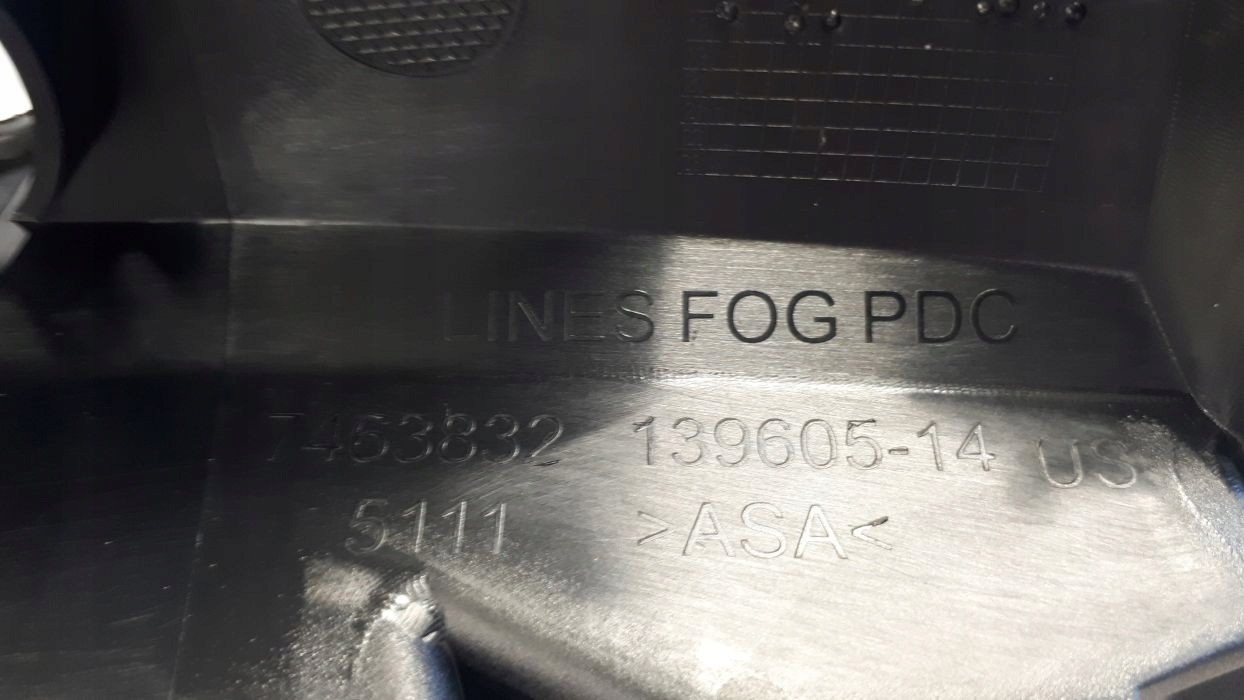 LINES FOG PDC
7463832 139605-14 US
5111 >ASA<